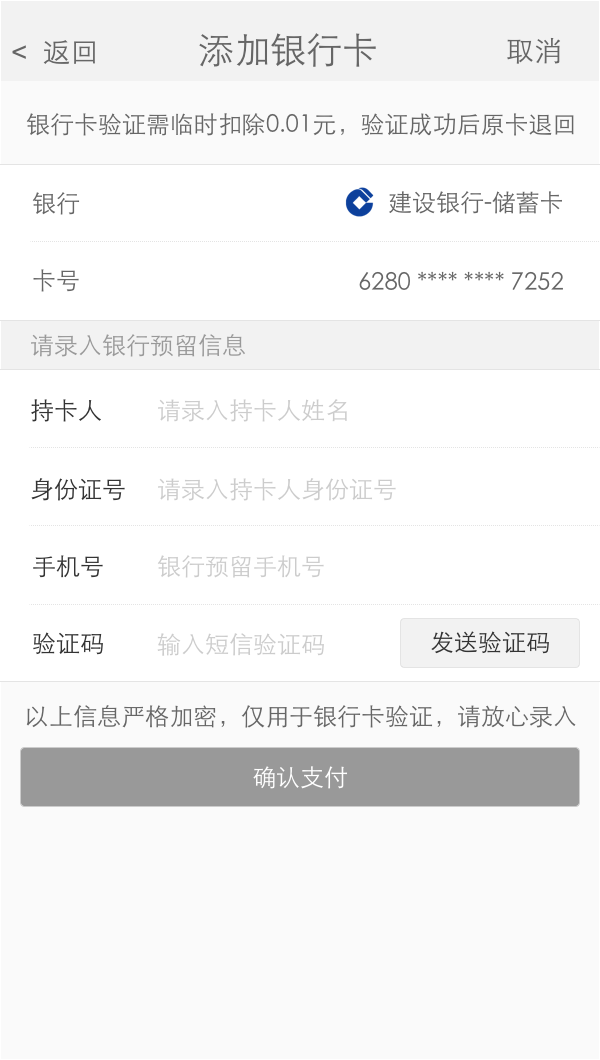 < 返回 添加银行卡 取消
银行卡验证需临时扣除0.01元，验证成功后原卡退回
银行 建设银行-储蓄卡
卡号 6280 **** **** 7252
请录入银行预留信息
持卡人 请录入持卡人姓名
身份证号 请录入持卡人身份证号
手机号 银行预留手机号
验证码 输入短信验证码 发送验证码
以上信息严格加密，仅用于银行卡验证，请放心录入
确认支付